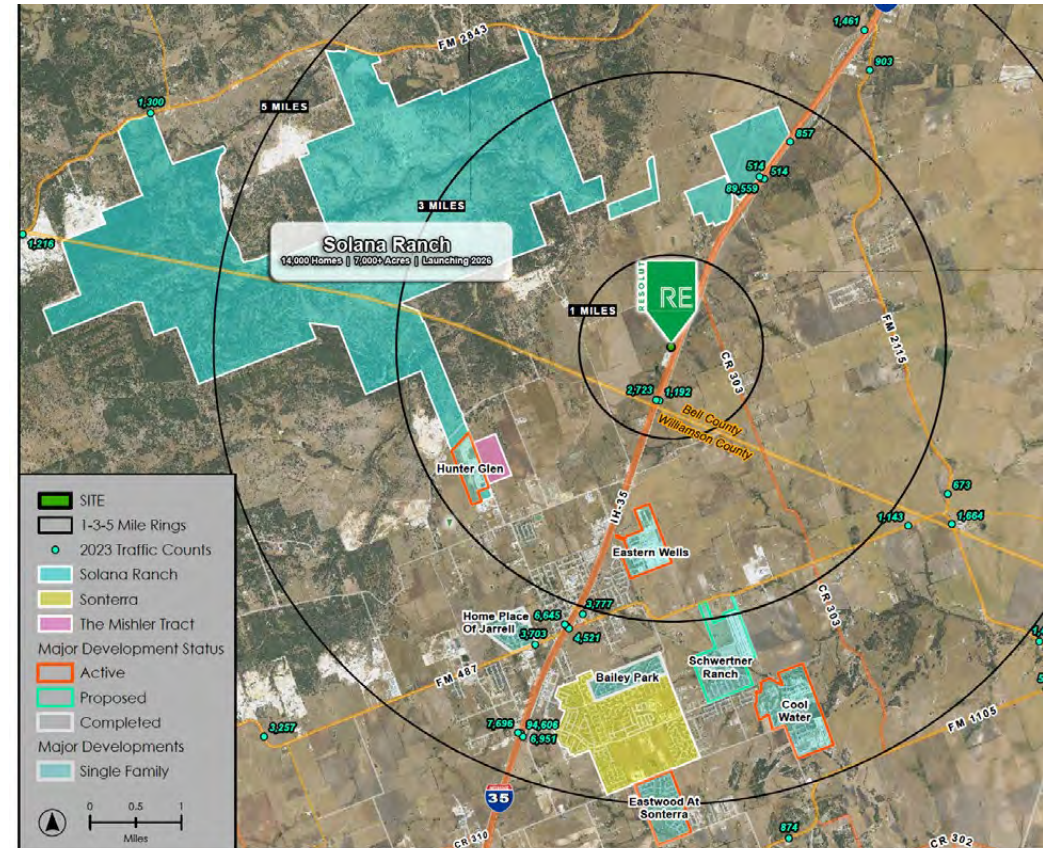 1,461
FM 2843
903
5 MILES
1,300
857
514
514
89,559
3 MILES
1,216
Solana Ranch
14,000 Homes | 7,000+ Acres | Launching 2026
RESOLUT
RE
1 MILES
FM 2115
CR 303
2,723
1,192
Bell County
Williamson County
Hunter Glen
673
IH-35
1,143
1,664
Eastern Wells
CR 303
3,777
Home Place
Of Jarrell
6,645
4,521
3,703
Schwertner
Ranch
FM 487
Bailey Park
Cool
Water
3,257
7,696
94,606
6,951
FM 1105
INTERSTATE
35
Eastwood At
Sonterra
874
CR 310
CR 302
SITE
1-3-5 Mile Rings
2023 Traffic Counts
Solana Ranch
Sonterra
The Mishler Tract
Major Development Status
Active
Proposed
Completed
Major Developments
Single Family
0 0.5 1
Miles